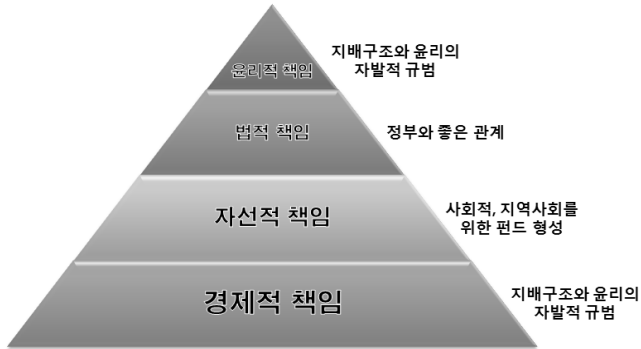 윤리적 책임
지배구조와 윤리의
자발적 규범
법적 책임
정부와 좋은 관계
자선적 책임
사회적, 지역사회를
위한 펀드 형성
경제적 책임
지배구조와 윤리의
자발적 규범